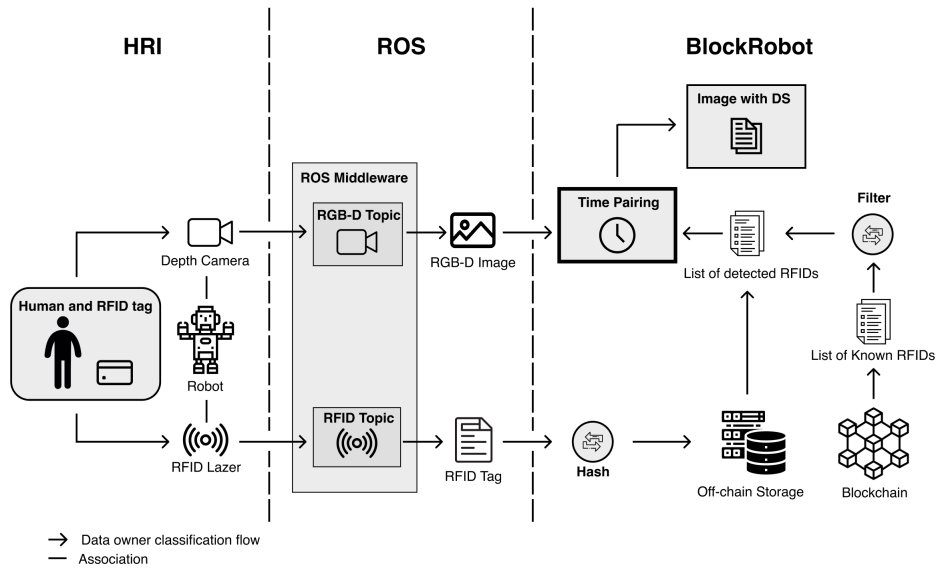 HRI
ROS
BlockRobot
Image with DS
ROS Middleware
RGB-D Topic
Time Pairing
Filter
Depth Camera
RGB-D Image
List of detected RFIDs
Human and RFID tag
List of Known RFIDs
Robot
RFID Topic
RFID Lazer
RFID Tag
Hash
Off-chain Storage
Blockchain
Data owner classification flow
Association